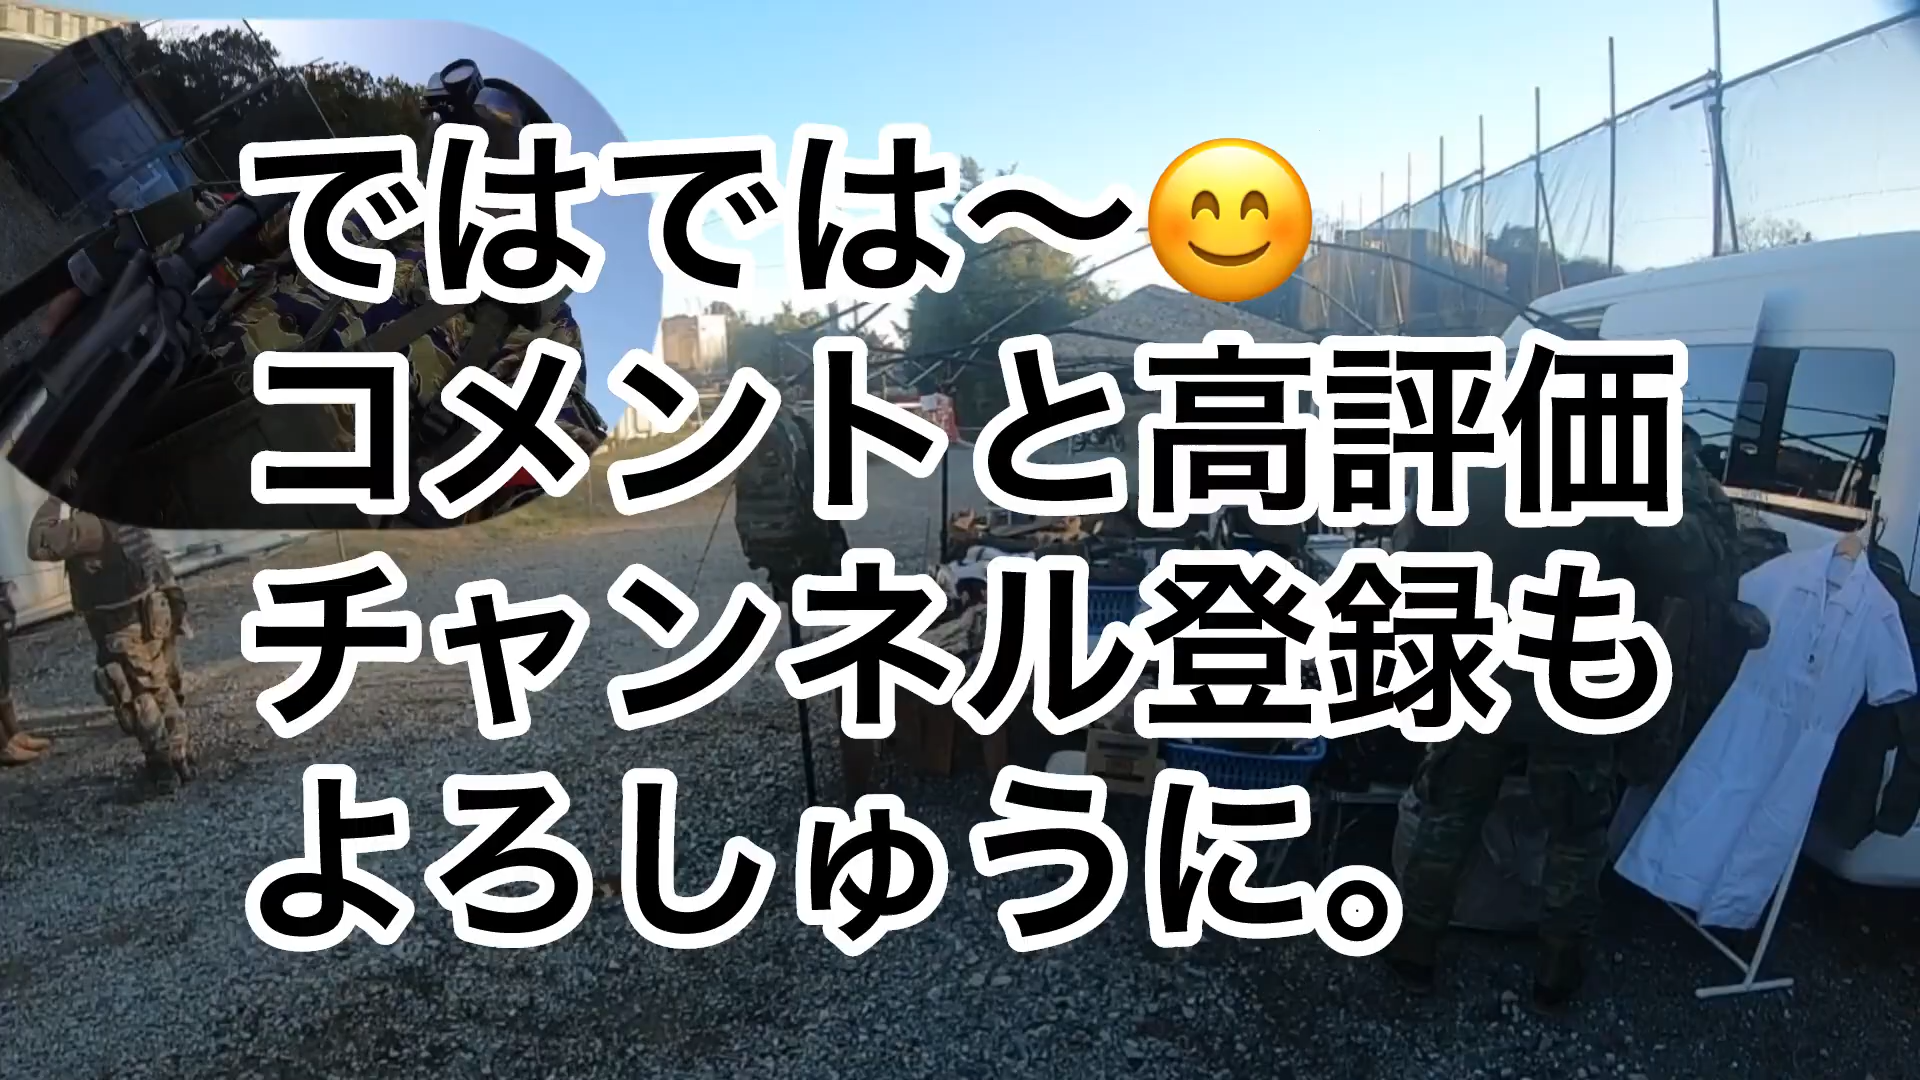 ではでは〜😊
コメントと高評価
チャンネル登録も
よろしゅうに。